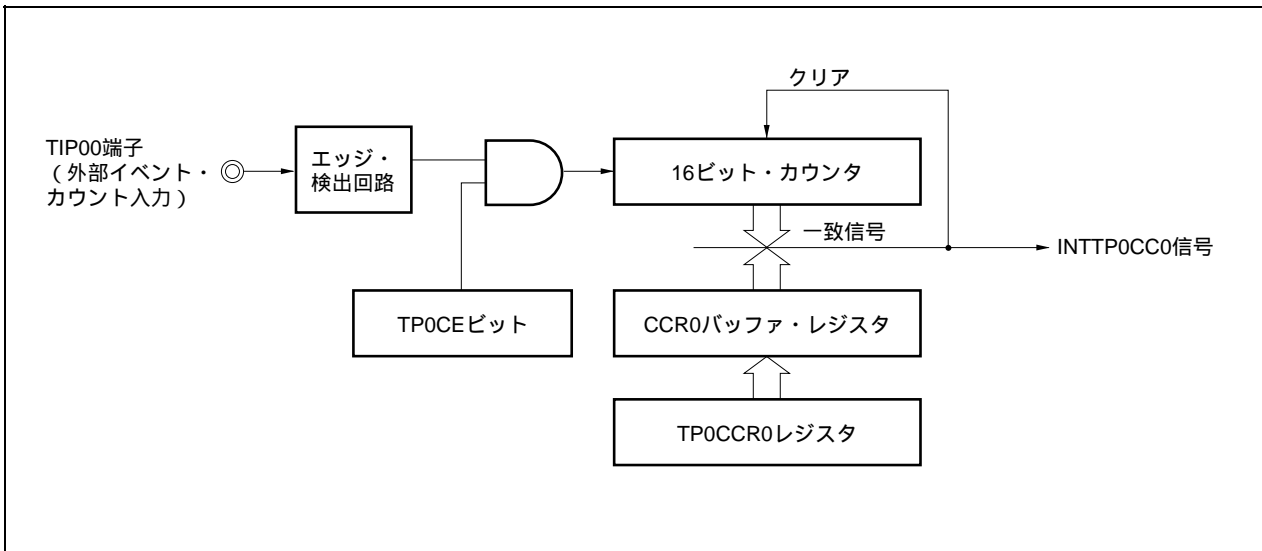 クリア
TIP00端子
（外部イベント・
カウント入力）
エッジ・
検出回路
16ビット・カウンタ
一致信号
INTTP0CC0信号
TP0CEビット
CCR0バッファ・レジスタ
TP0CCR0レジスタ